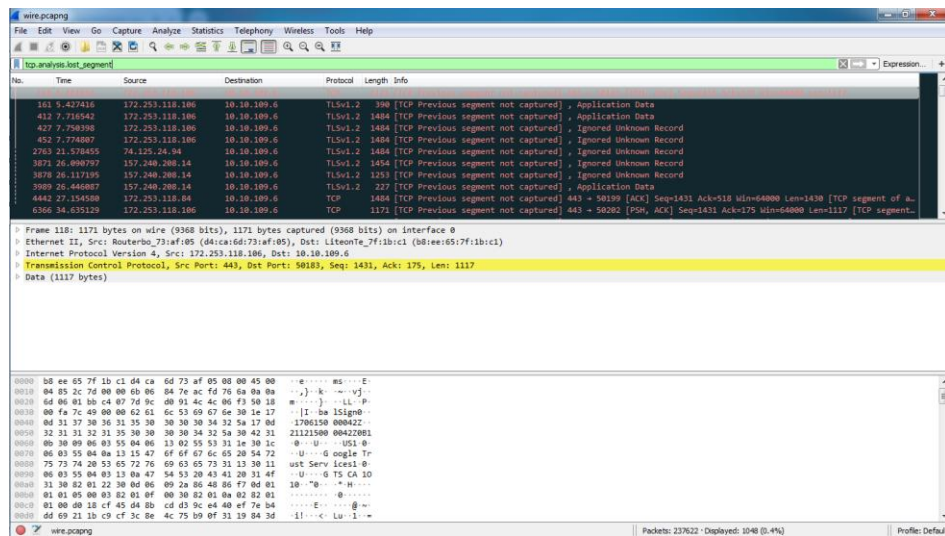 wire.pcapng
File Edit View Go Capture Analyze Statistics Telephony Wireless Tools Help
tcp.analysis.lost_segment
Expression... +
No. Time Source Destination Protocol Length Info
161 5.427416 172.253.118.106 10.10.109.6 TLSv1.2 390 [TCP Previous segment not captured] , Application Data
412 7.716542 172.253.118.106 10.10.109.6 TLSv1.2 1484 [TCP Previous segment not captured] , Application Data
427 7.750398 172.253.118.106 10.10.109.6 TLSv1.2 1484 [TCP Previous segment not captured] , Ignored Unknown Record
452 7.774807 172.253.118.106 10.10.109.6 TLSv1.2 1484 [TCP Previous segment not captured] , Ignored Unknown Record
2763 21.578455 74.125.24.94 10.10.109.6 TLSv1.2 1484 [TCP Previous segment not captured] , Ignored Unknown Record
3871 26.090797 157.240.208.14 10.10.109.6 TLSv1.2 1454 [TCP Previous segment not captured] , Ignored Unknown Record
3878 26.117195 157.240.208.14 10.10.109.6 TLSv1.2 1253 [TCP Previous segment not captured] , Ignored Unknown Record
3989 26.446087 157.240.208.14 10.10.109.6 TLSv1.2 227 [TCP Previous segment not captured] , Application Data
4442 27.154580 172.253.118.84 10.10.109.6 TCP 1484 [TCP Previous segment not captured] 443 → 50199 [ACK] Seq=1431 Ack=518 Win=64000 Len=1430 [TCP segment of a…
6366 34.635129 172.253.118.106 10.10.109.6 TCP 1171 [TCP Previous segment not captured] 443 → 50202 [PSH, ACK] Seq=1431 Ack=175 Win=64000 Len=1117 [TCP segment…
Frame 118: 1171 bytes on wire (9368 bits), 1171 bytes captured (9368 bits) on interface 0
Ethernet II, Src: Routerbo_73:af:05 (d4:ca:6d:73:af:05), Dst: LiteonTe_7f:1b:c1 (b8:ee:65:7f:1b:c1)
Internet Protocol Version 4, Src: 172.253.118.106, Dst: 10.10.109.6
Transmission Control Protocol, Src Port: 443, Dst Port: 50183, Seq: 1431, Ack: 175, Len: 1117
Data (1117 bytes)
0000 b8 ee 65 7f 1b c1 d4 ca 6d 73 af 05 08 00 45 00 ··e····· ms····E·
0010 04 85 2c 7d 00 00 6b 06 84 7e ac fd 76 6a 0a 0a ··,}··k· ·~··vj··
0020 6d 06 01 bb c4 07 7d 9c d0 91 4c 4c 06 f3 50 18 m·····}· ··LL··P·
0030 00 fa 7c 49 00 00 62 61 6c 53 69 67 6e 30 1e 17 ··|I··ba lSign0··
0040 0d 31 37 30 36 31 35 30 30 30 30 34 32 5a 17 0d ·1706150 00042Z··
0050 32 31 31 32 31 35 30 30 30 30 34 32 5a 30 42 31 21121500 0042Z0B1
0060 0b 30 09 06 03 55 04 06 13 02 55 53 31 1e 30 1c ·0···U·· ··US1·0·
0070 06 03 55 04 0a 13 15 47 6f 6f 67 6c 65 20 54 72 ··U····G oogle Tr
0080 75 73 74 20 53 65 72 76 69 63 65 73 31 13 30 11 ust Serv ices1·0·
0090 06 03 55 04 03 13 0a 47 54 53 20 43 41 20 31 4f ··U····G TS CA 1O
00a0 31 30 82 01 22 30 0d 06 09 2a 86 48 86 f7 0d 01 10··"0·· ·*·H····
00b0 01 01 05 00 03 82 01 0f 00 30 82 01 0a 02 82 01 ········ ·0······
00c0 01 00 d0 18 cf 45 d4 8b cd d3 9c e4 40 ef 7e b4 ·····E·· ····@·~·
00d0 dd 69 21 1b c9 cf 3c 8e 4c 75 b9 0f 31 19 84 3d ·i!···<· Lu··1··=
wire.pcapng Packets: 237622 · Displayed: 1048 (0.4%) Profile: Defaul